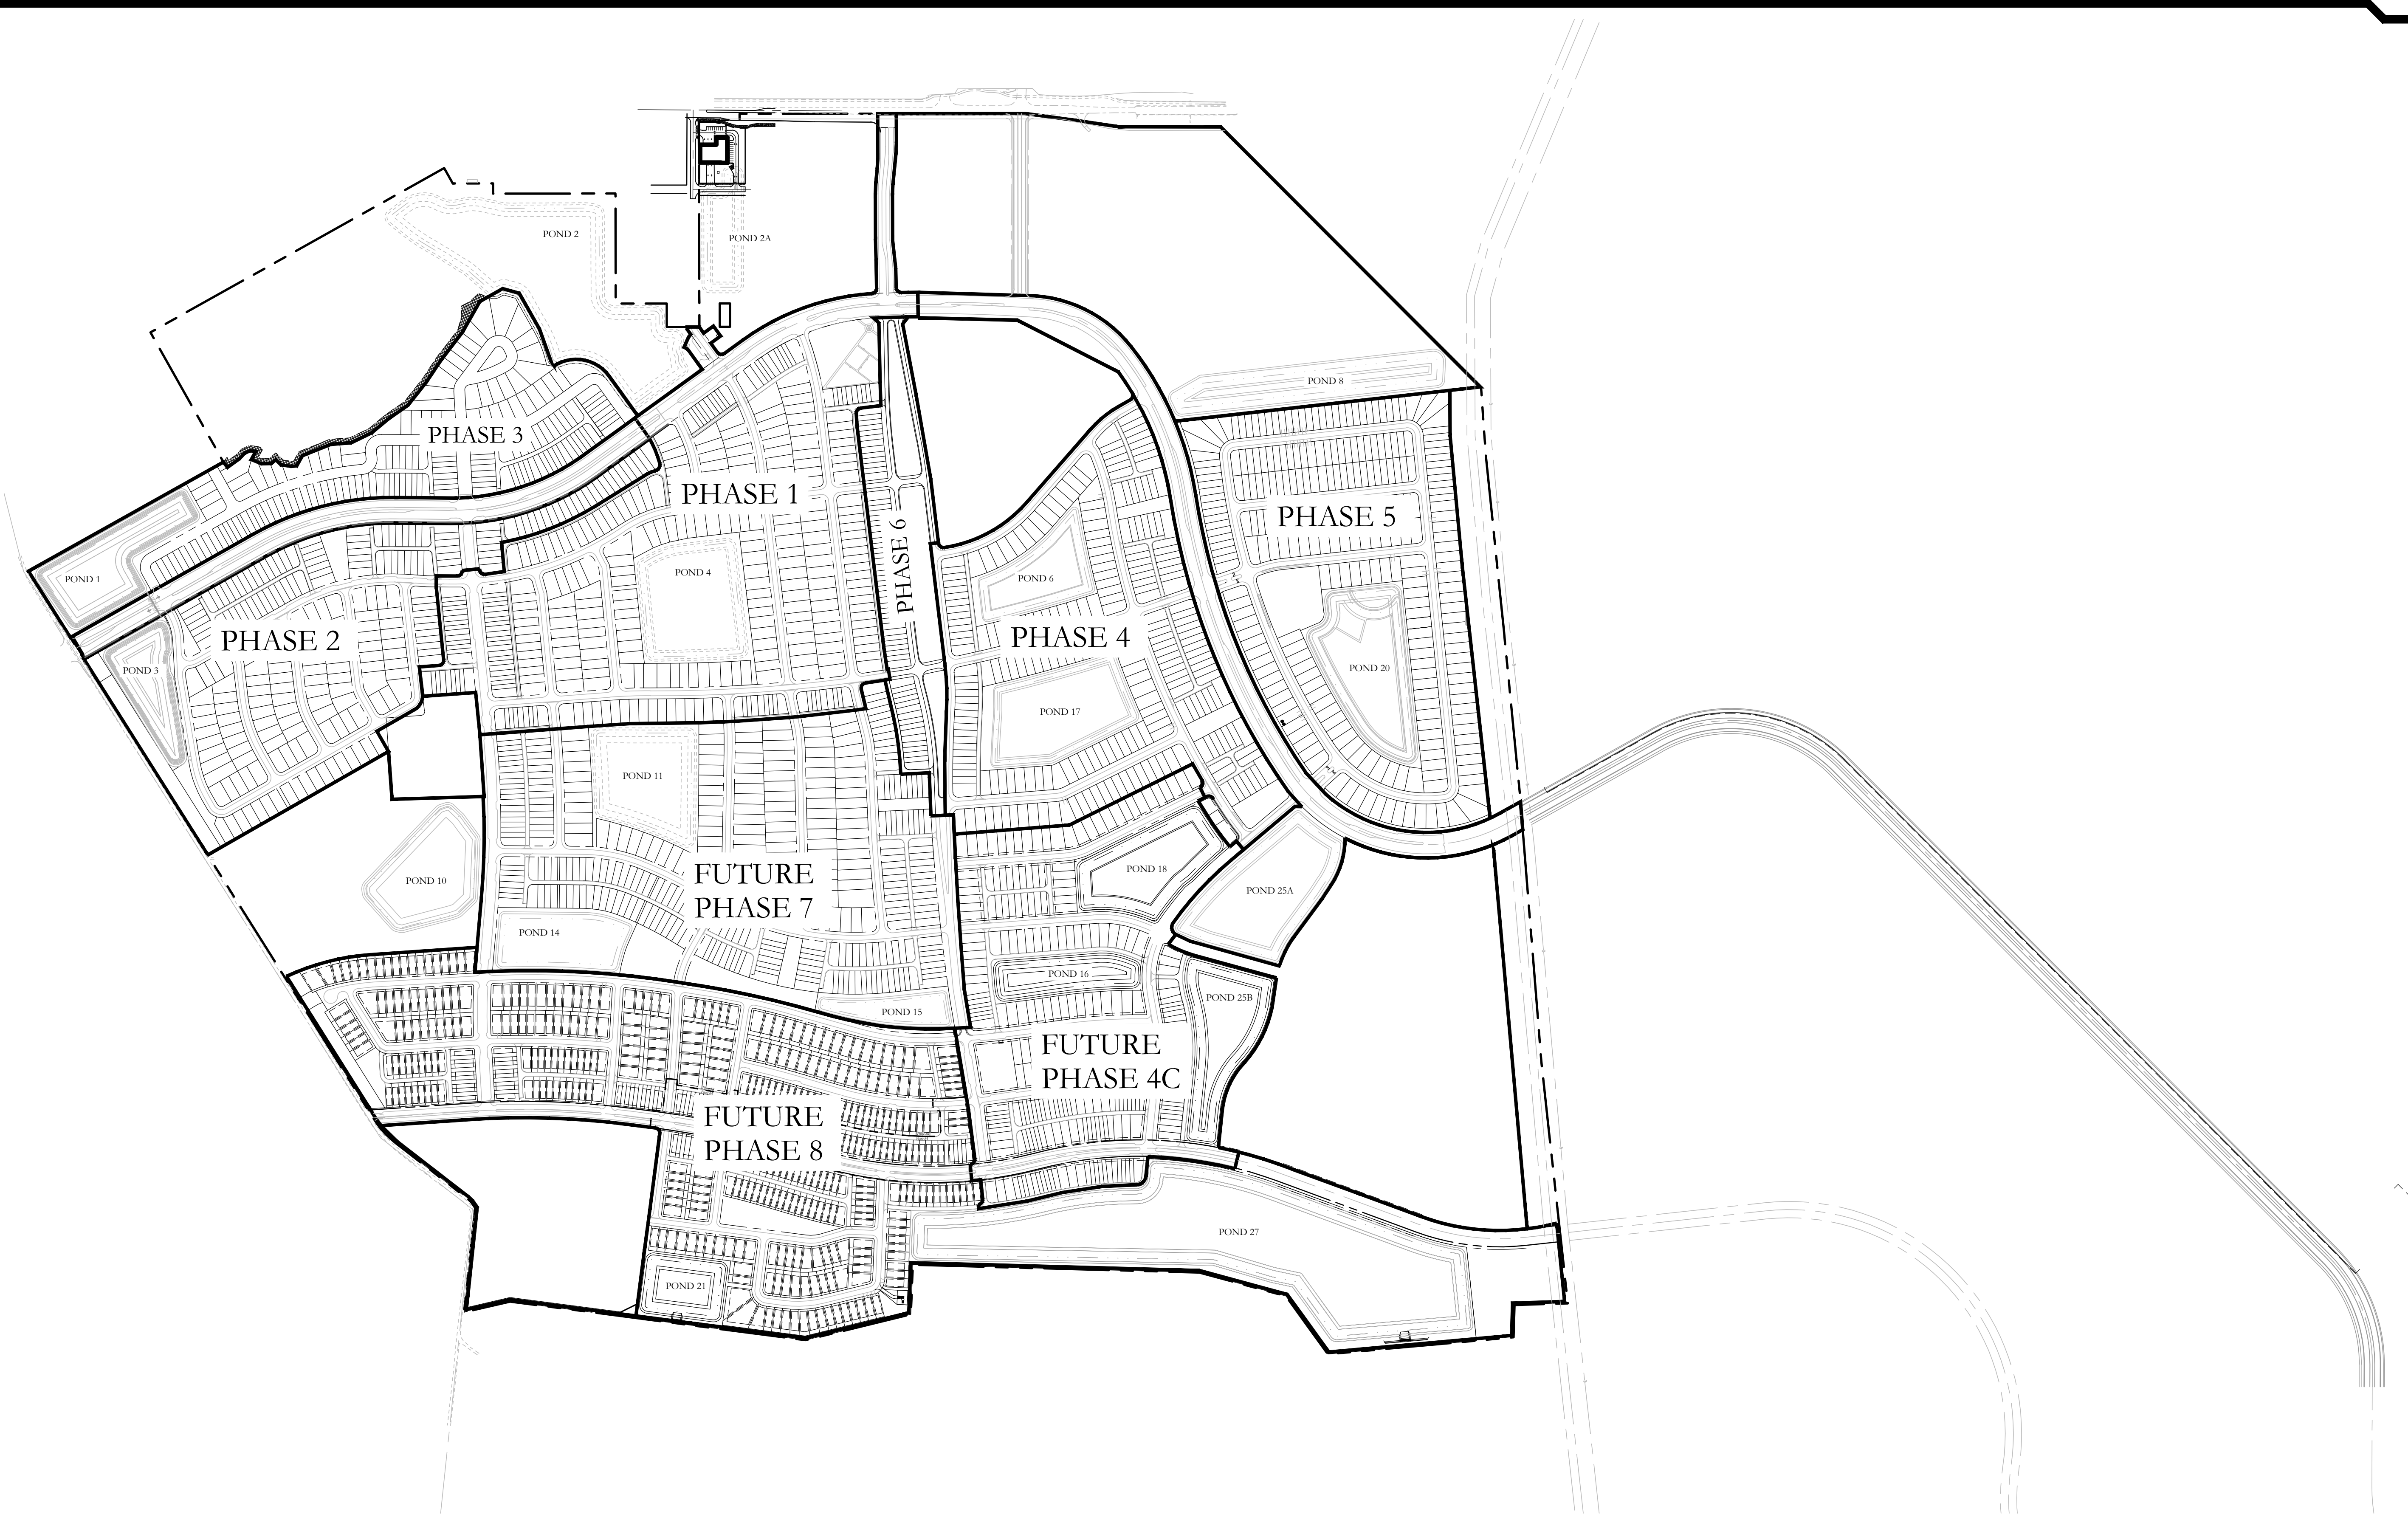 POND 2
POND 2A
POND 8
PHASE 3
PHASE 1
PHASE 5
PHASE 6
POND 1
POND 4
POND 6
PHASE 2
PHASE 4
POND 3
POND 20
POND 17
POND 11
POND 10
FUTURE
PHASE 7
POND 18
POND 25A
POND 14
POND 16
POND 25B
POND 15
FUTURE
PHASE 4C
FUTURE
PHASE 8
POND 27
POND 21